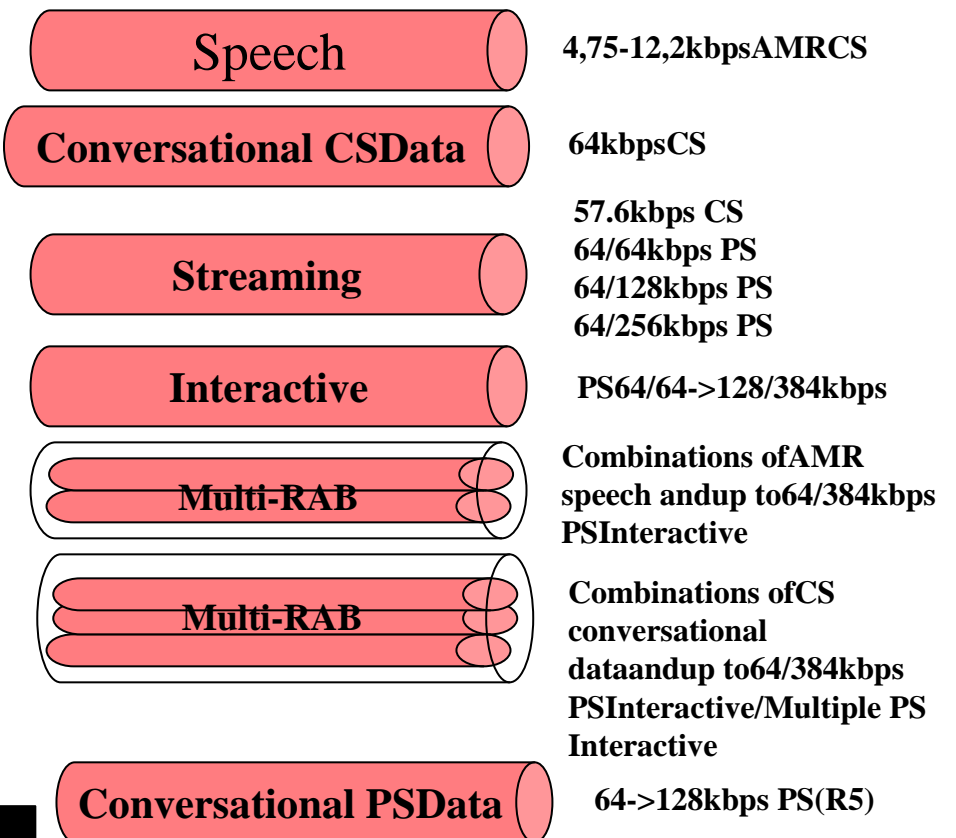 Speech
4,75-12,2kbpsAMRCS
Conversational CSData
64kbpsCS
57.6kbps CS
64/64kbps PS
64/128kbps PS
64/256kbps PS
Streaming
Interactive
PS64/64->128/384kbps
Multi-RAB
Combinations ofAMR
speech andup to64/384kbps
PSInteractive
Multi-RAB
Combinations ofCS
conversational
dataandup to64/384kbps
PSInteractive/Multiple PS
Interactive
Conversational PSData
64->128kbps PS(R5)